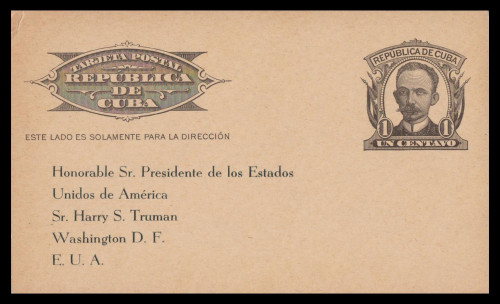 TARJETA POSTAL
REPÚBLICA
DE
CUBA
ESTE LADO ES SOLAMENTE PARA LA DIRECCIÓN
REPUBLICA DE CUBA
1 1
UN CENTAVO
Honorable Sr. Presidente de los Estados
Unidos de América
Sr. Harry S. Truman
Washington D. F.
E. U. A.